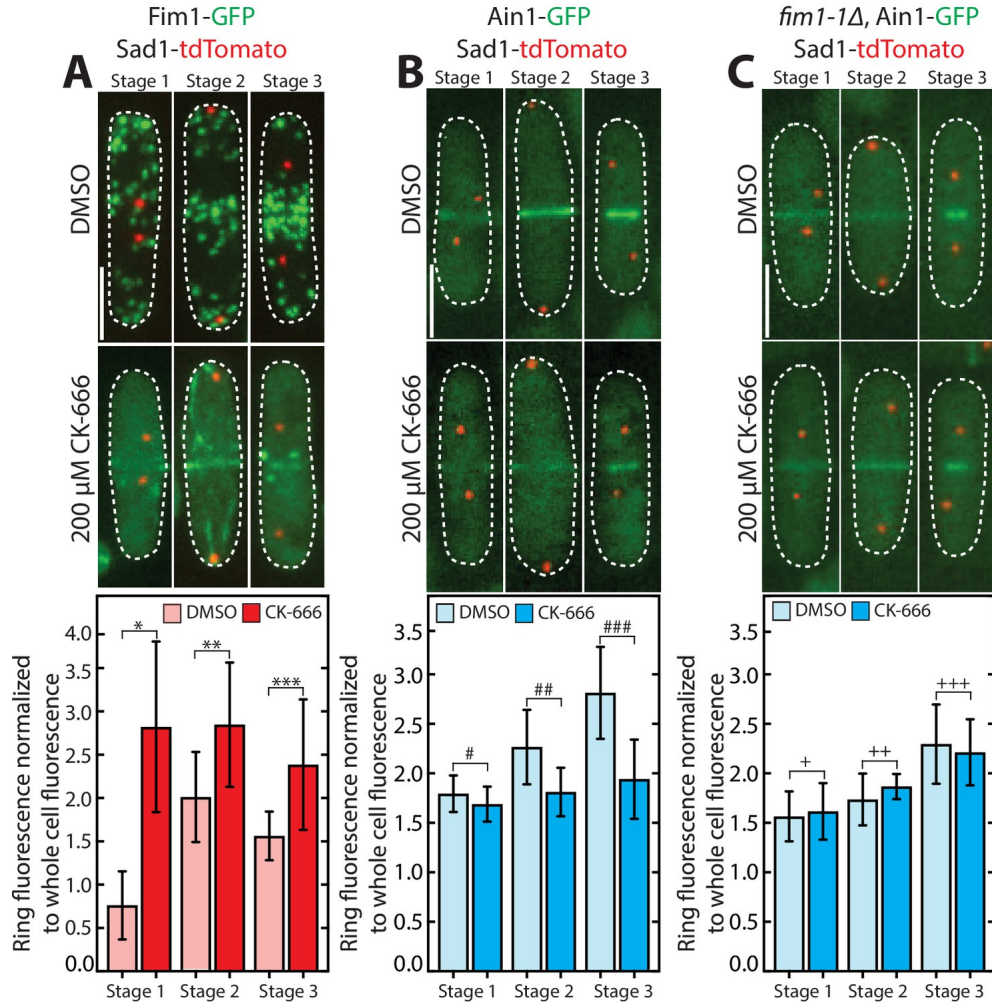 Fim1-GFP
Sad1-tdTomato
A
Stage 1 Stage 2 Stage 3
DMSO
200 µM CK-666
DMSO CK-666
* ** ***
Ring fluorescence normalized
to whole cell fluorescence
4.0
3.5
3.0
2.5
2.0
1.5
1.0
0.5
0.0
Stage 1 Stage 2 Stage 3
Ain1-GFP
Sad1-tdTomato
B
Stage 1 Stage 2 Stage 3
DMSO
200 µM CK-666
DMSO CK-666
# ## ###
Ring fluorescence normalized
to whole cell fluorescence
3.5
3.0
2.5
2.0
1.5
1.0
0.5
0.0
Stage 1 Stage 2 Stage 3
fim1-1Δ, Ain1-GFP
Sad1-tdTomato
C
Stage 1 Stage 2 Stage 3
DMSO
200 µM CK-666
DMSO CK-666
+ ++ +++
Ring fluorescence normalized
to whole cell fluorescence
3.5
3.0
2.5
2.0
1.5
1.0
0.5
0.0
Stage 1 Stage 2 Stage 3